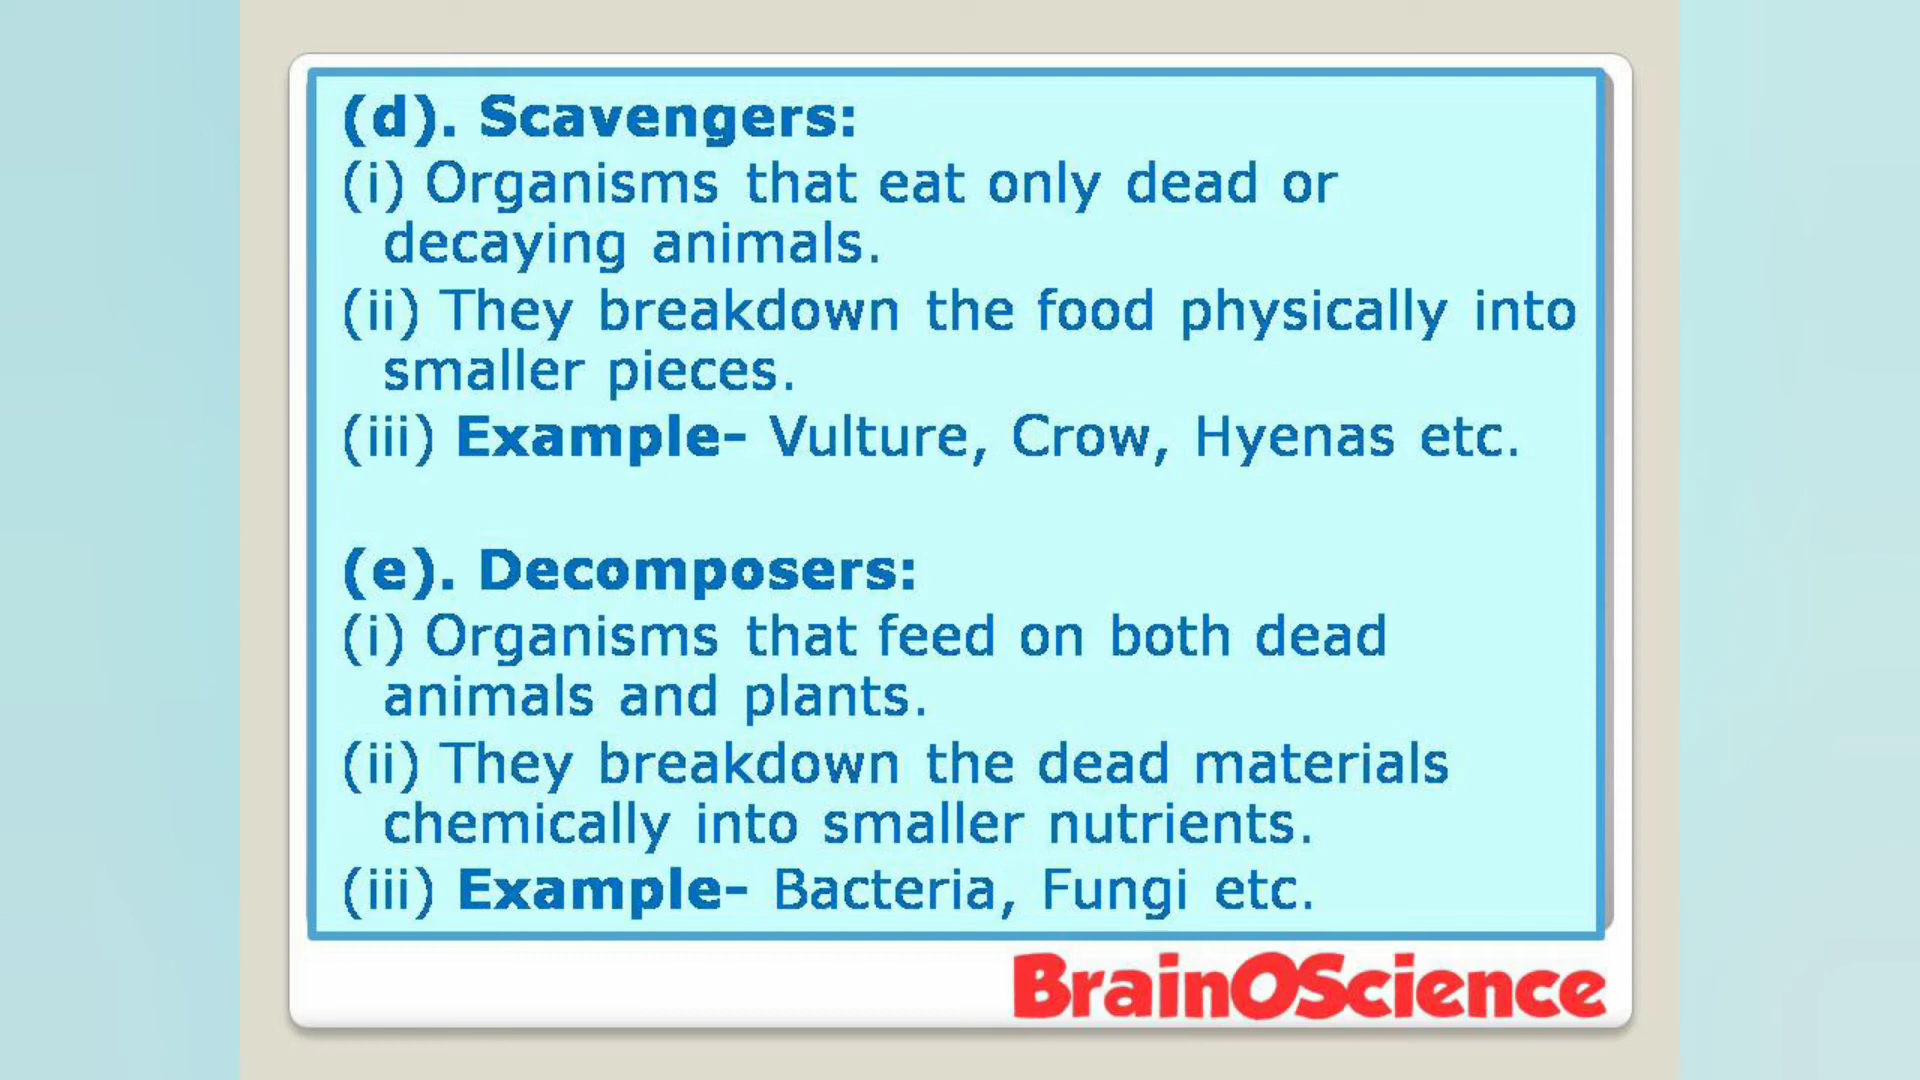 (d). Scavengers:
(i) Organisms that eat only dead or
decaying animals.
(ii) They breakdown the food physically into
smaller pieces.
(iii) Example- Vulture, Crow, Hyenas etc.
(e). Decomposers:
(i) Organisms that feed on both dead
animals and plants.
(ii) They breakdown the dead materials
chemically into smaller nutrients.
(iii) Example- Bacteria, Fungi etc.
BrainOScience